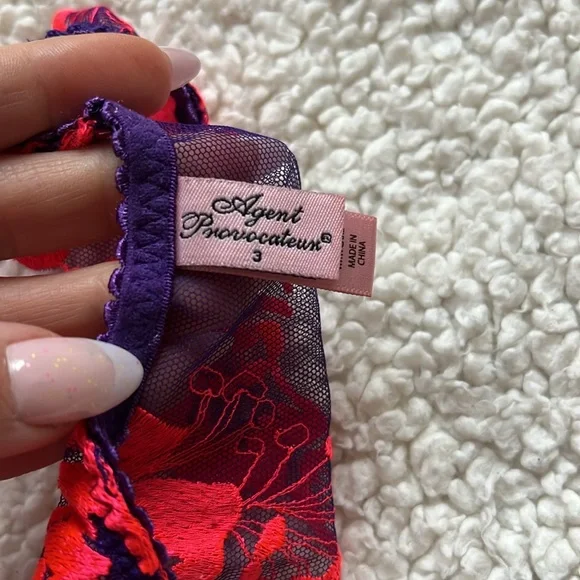 Agent
Provocateur®
3
MADE IN
CHINA